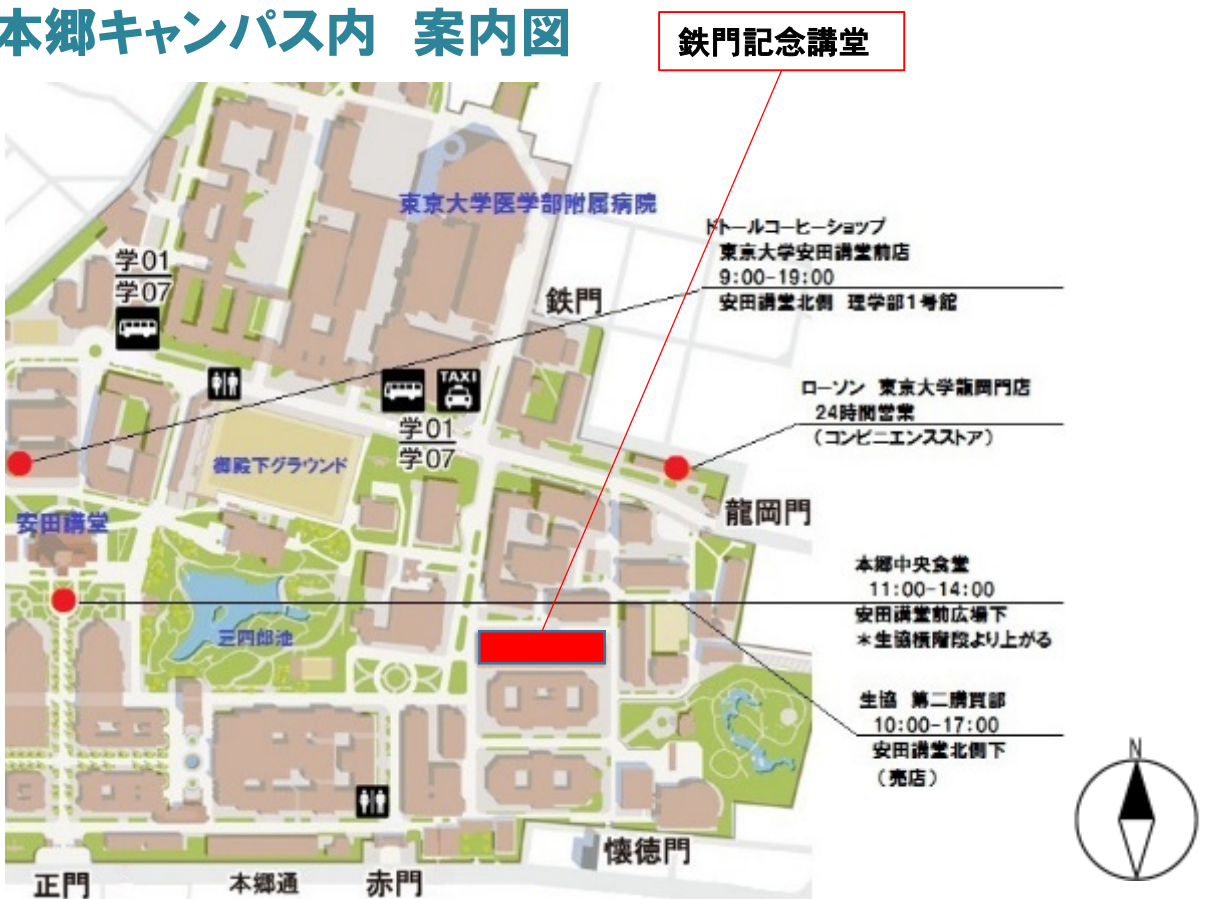 本郷キャンパス内 案内図
鉄門記念講堂
東京大学医学部附属病院
ドトールコーヒーショップ
東京大学安田講堂前店
9:00-19:00
安田講堂北側 理学部1号館
学01
学07
鉄門
TAXI
学01
学07
ローソン 東京大学龍岡門店
24時間営業
(コンビニエンスストア)
御殿下グラウンド
龍岡門
安田講堂
本郷中央食堂
11:00-14:00
安田講堂前広場下
*生協横階段より上がる
三四郎池
生協 第二購買部
10:00-17:00
安田講堂北側下
(売店)
N
懐徳門
正門
本郷通
赤門